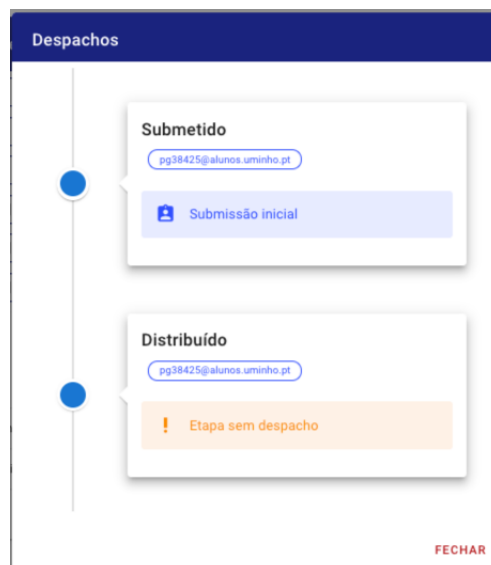 Despachos
Submetido
pg38425@alunos.uminho.pt
Submissão inicial
Distribuído
pg38425@alunos.uminho.pt
Etapa sem despacho
FECHAR